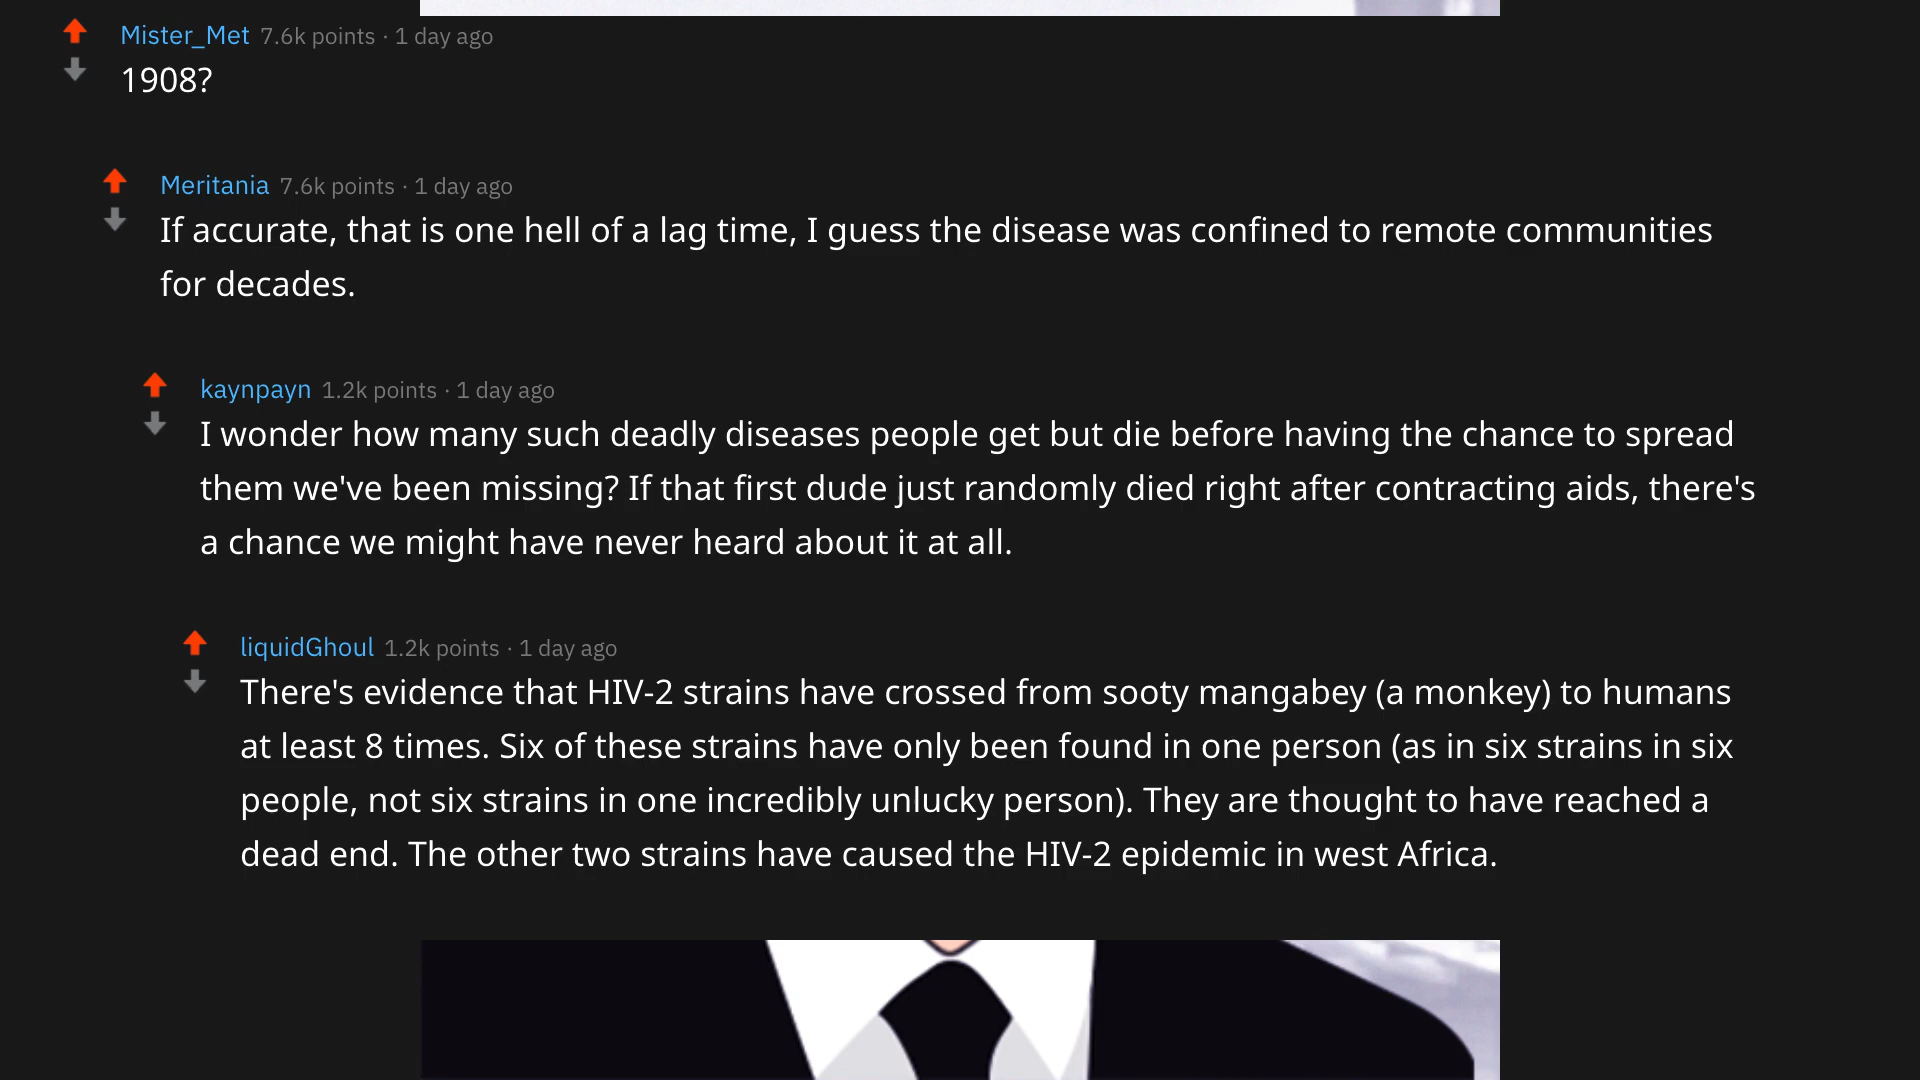 Mister_Met 7.6k points · 1 day ago
1908?
Meritania 7.6k points · 1 day ago
If accurate, that is one hell of a lag time, I guess the disease was confined to remote communities
for decades.
kaynpayn 1.2k points · 1 day ago
I wonder how many such deadly diseases people get but die before having the chance to spread
them we've been missing? If that first dude just randomly died right after contracting aids, there's
a chance we might have never heard about it at all.
liquidGhoul 1.2k points · 1 day ago
There's evidence that HIV-2 strains have crossed from sooty mangabey (a monkey) to humans
at least 8 times. Six of these strains have only been found in one person (as in six strains in six
people, not six strains in one incredibly unlucky person). They are thought to have reached a
dead end. The other two strains have caused the HIV-2 epidemic in west Africa.